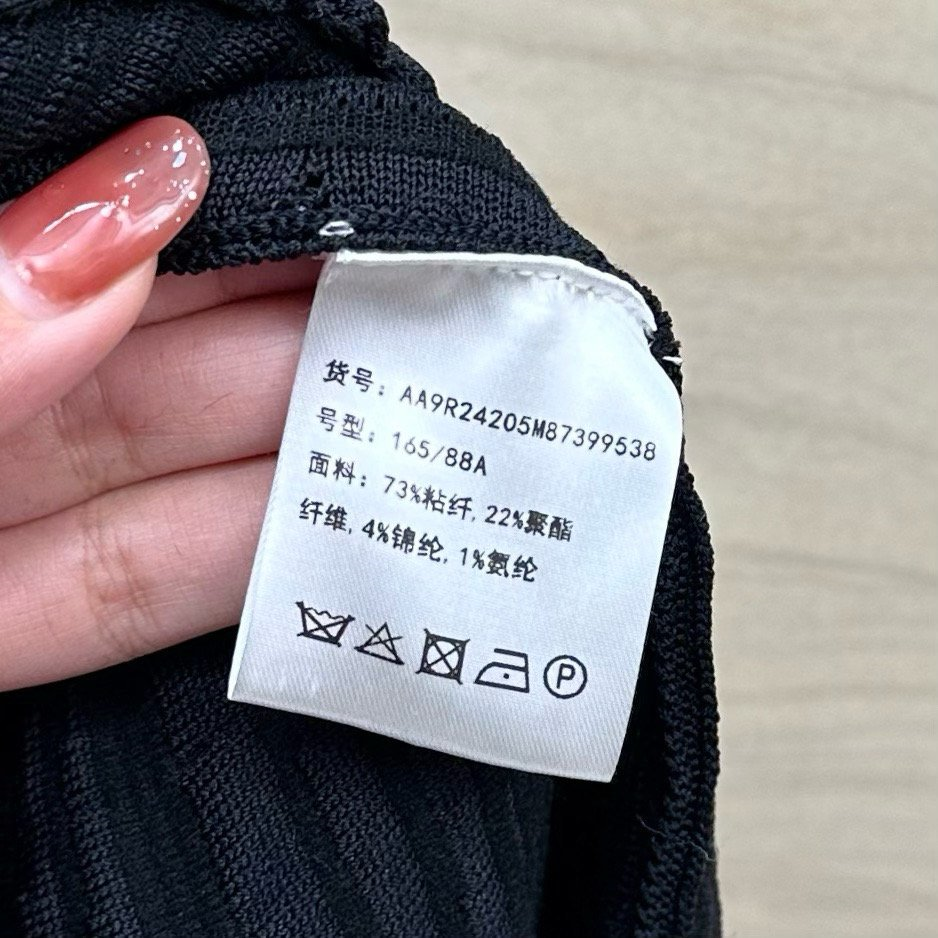 货号: AA9R24205M87399538
号型: 165/88A
面料: 73%粘纤, 22%聚酯
纤维, 4%锦纶, 1%氨纶
P